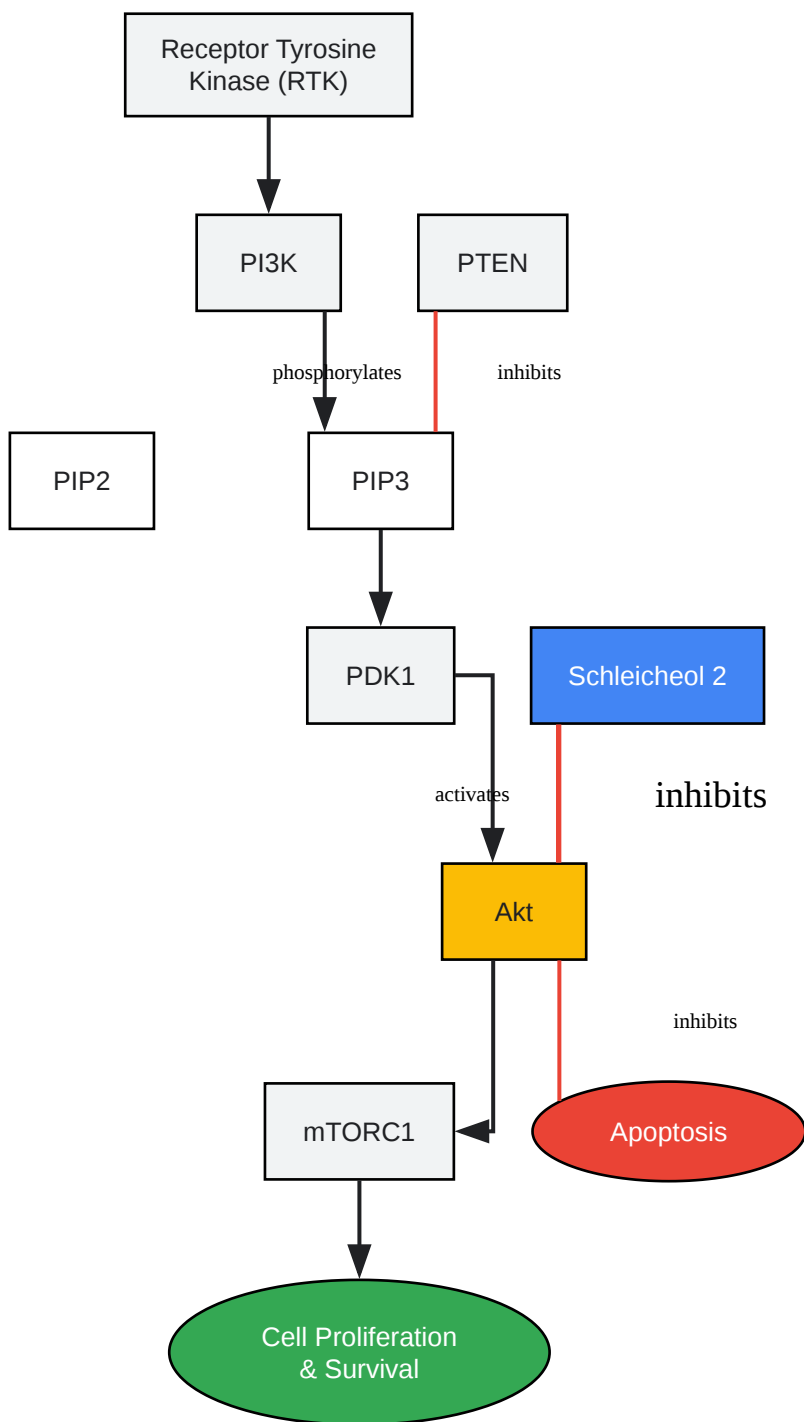 Receptor Tyrosine
Kinase (RTK)
PI3K
PTEN
phosphorylates
inhibits
PIP2
PIP3
PDK1
Schleicheol 2
activates
inhibits
Akt
inhibits
mTORC1
Apoptosis
Cell Proliferation
& Survival